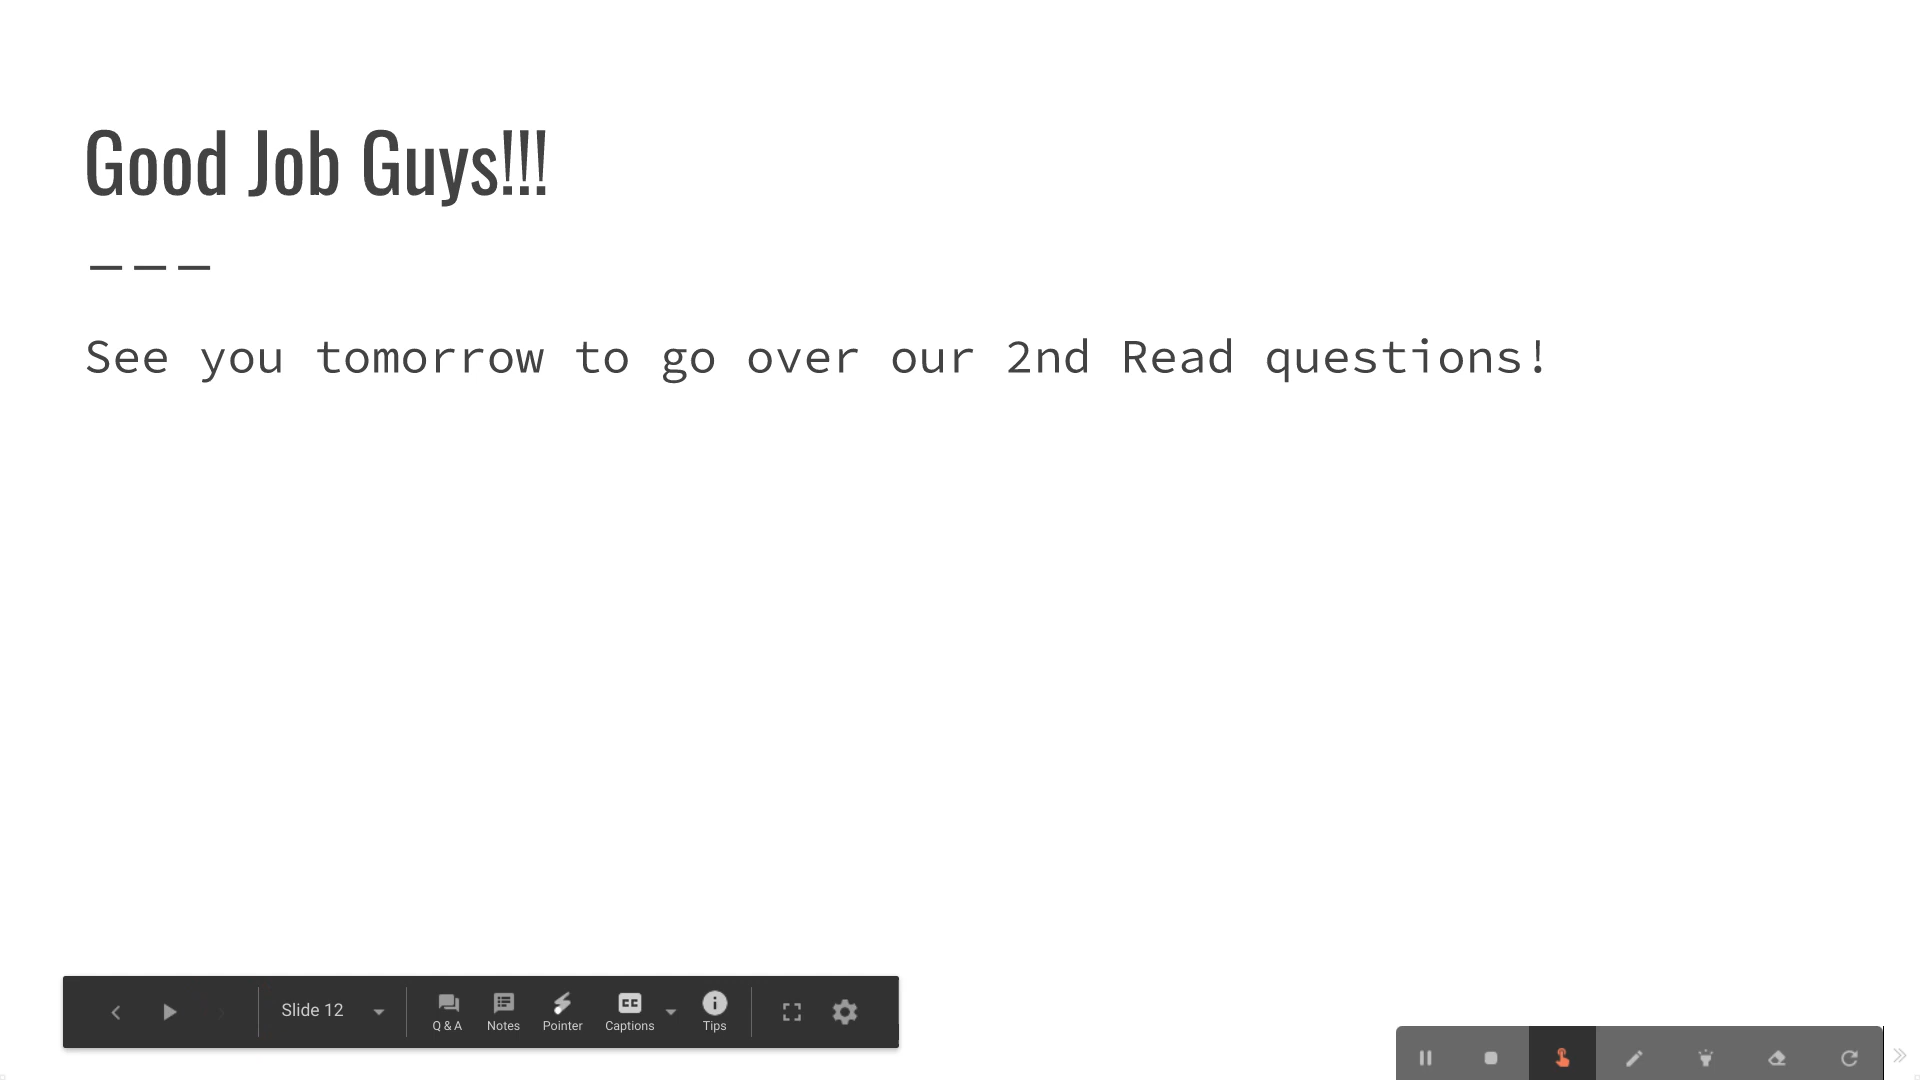 Good Job Guys!!!
———
See you tomorrow to go over our 2nd Read questions!
Slide 12
Q & A
Notes
Pointer
Captions
Tips